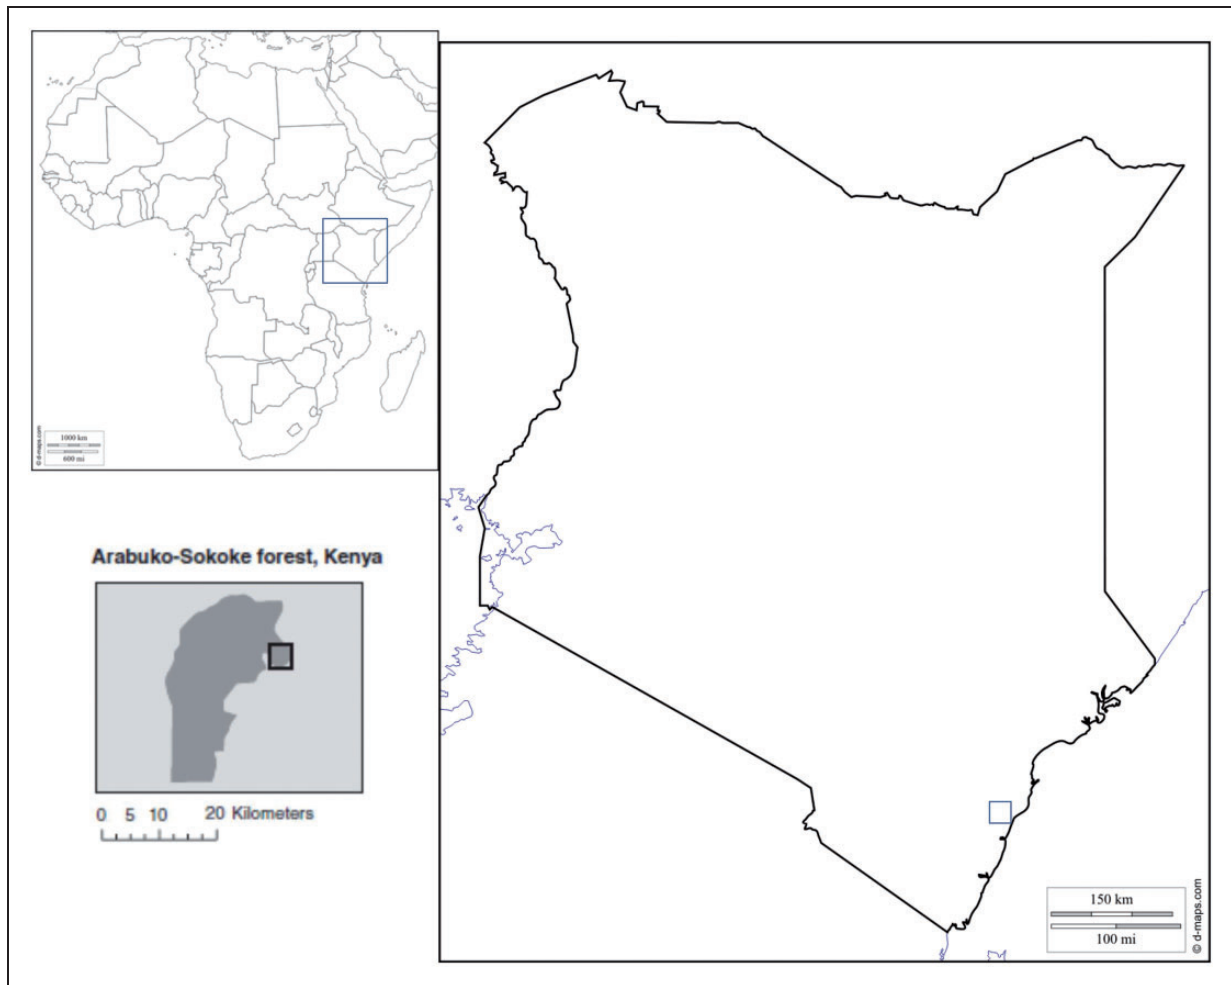 1000 km
600 mi
© d-maps.com
Arabuko-Sokoke forest, Kenya
0 5 10 20 Kilometers
150 km
100 mi
© d-maps.com